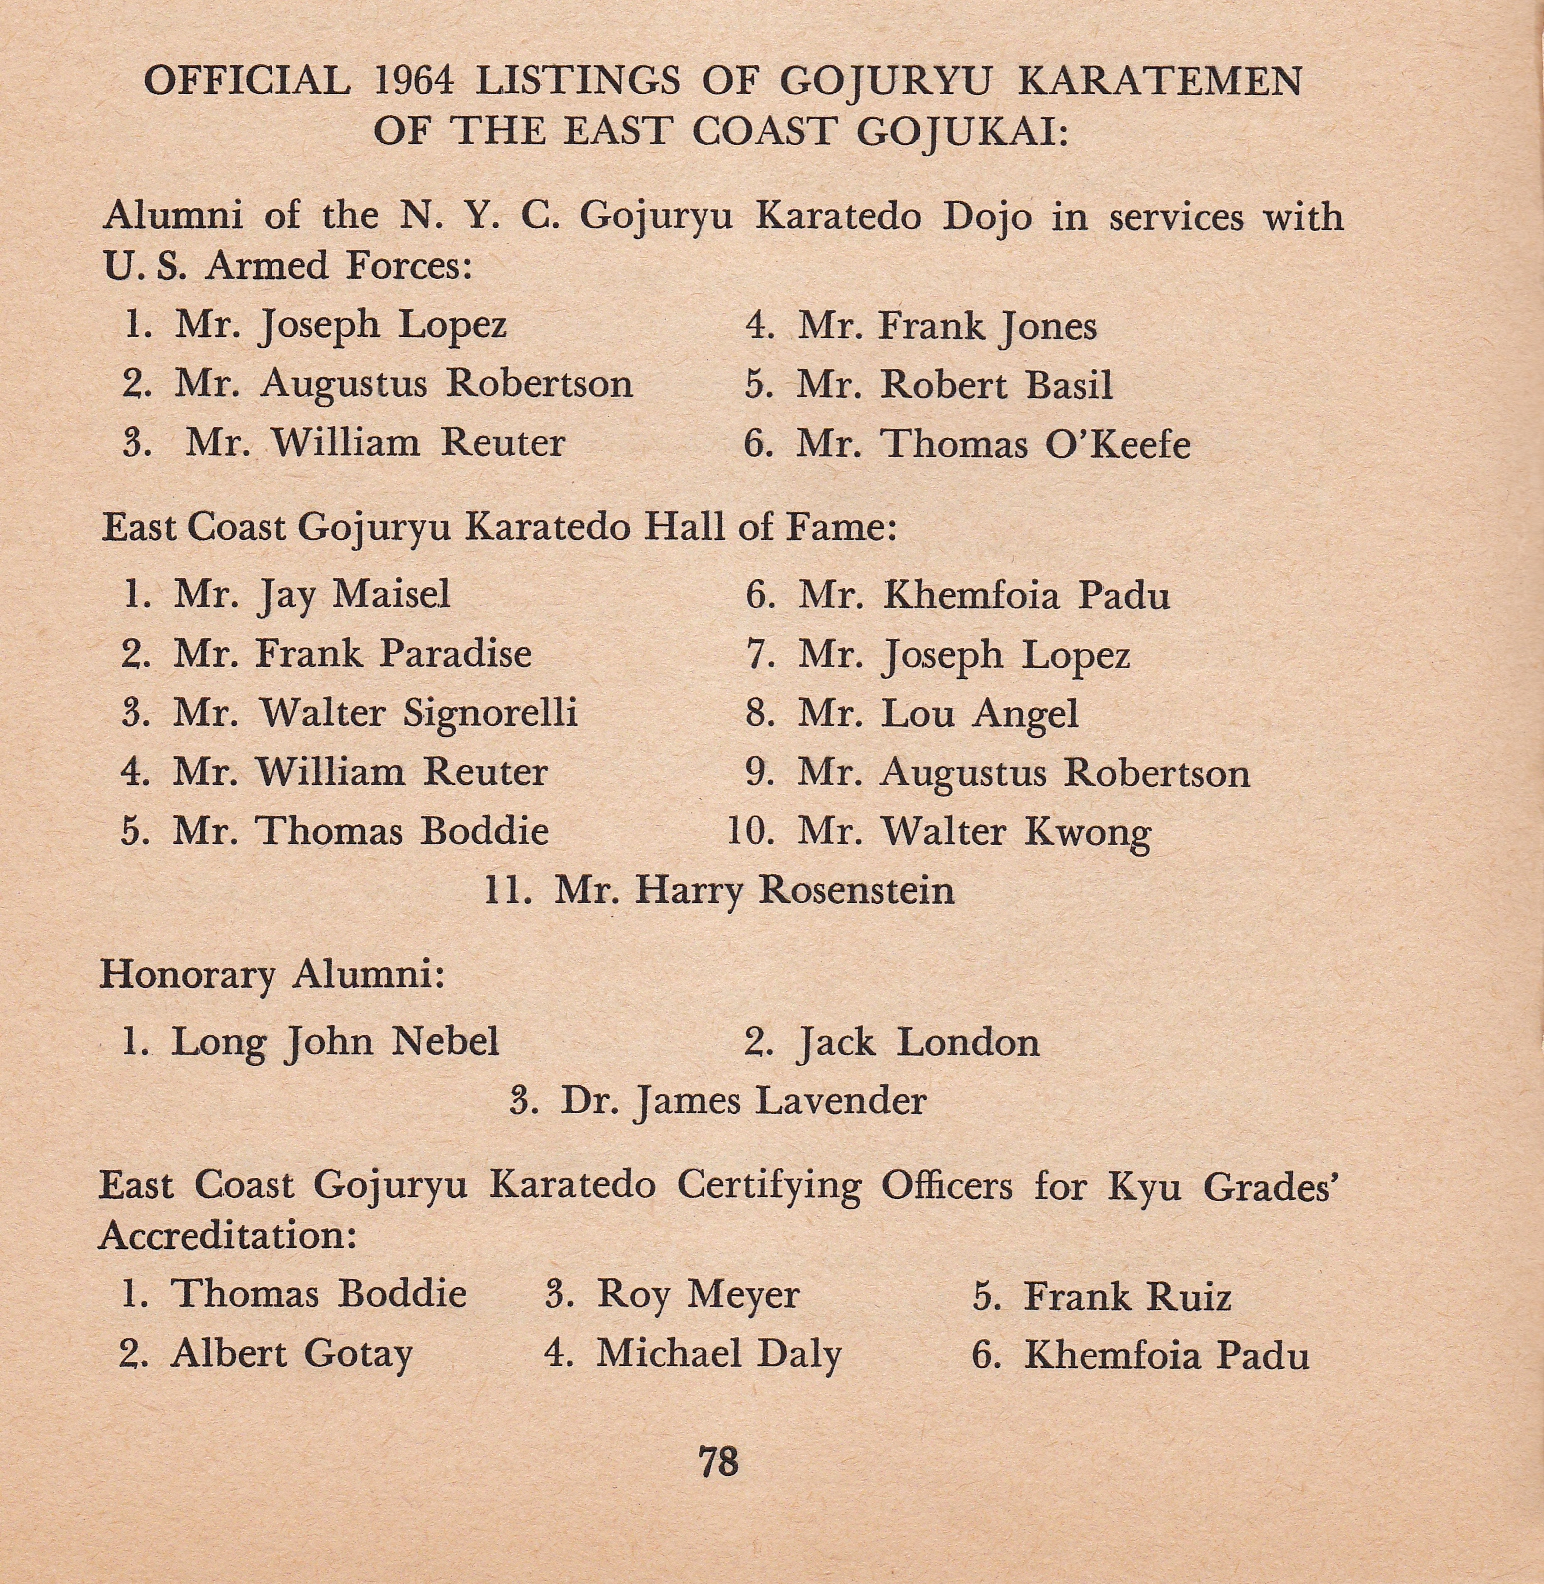 OFFICIAL 1964 LISTINGS OF GOJURYU KARATEMEN
OF THE EAST COAST GOJUKAI:
Alumni of the N. Y. C. Gojuryu Karatedo Dojo in services with
U. S. Armed Forces:
1. Mr. Joseph Lopez 4. Mr. Frank Jones
2. Mr. Augustus Robertson 5. Mr. Robert Basil
3. Mr. William Reuter 6. Mr. Thomas O'Keefe
East Coast Gojuryu Karatedo Hall of Fame:
1. Mr. Jay Maisel 6. Mr. Khemfoia Padu
2. Mr. Frank Paradise 7. Mr. Joseph Lopez
3. Mr. Walter Signorelli 8. Mr. Lou Angel
4. Mr. William Reuter 9. Mr. Augustus Robertson
5. Mr. Thomas Boddie 10. Mr. Walter Kwong
11. Mr. Harry Rosenstein
Honorary Alumni:
1. Long John Nebel 2. Jack London
3. Dr. James Lavender
East Coast Gojuryu Karatedo Certifying Officers for Kyu Grades'
Accreditation:
1. Thomas Boddie 3. Roy Meyer 5. Frank Ruiz
2. Albert Gotay 4. Michael Daly 6. Khemfoia Padu
78